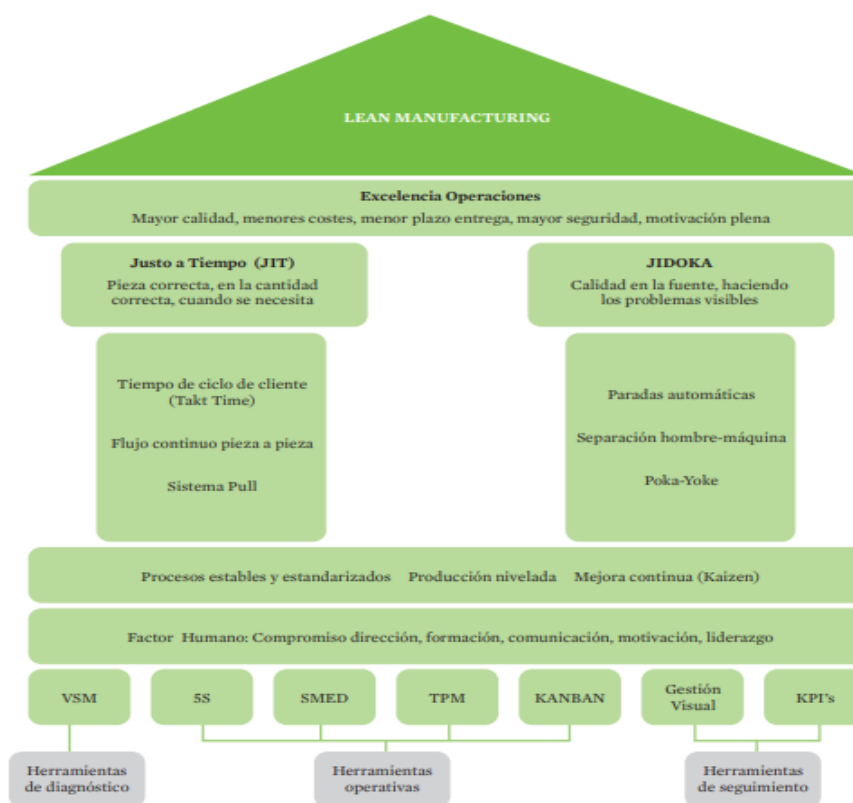 LEAN MANUFACTURING
Excelencia Operaciones
Mayor calidad, menores costes, menor plazo entrega, mayor seguridad, motivación plena
Justo a Tiempo (JIT)
Pieza correcta, en la cantidad
correcta, cuando se necesita
JIDOKA
Calidad en la fuente, haciendo
los problemas visibles
Tiempo de ciclo de cliente
(Takt Time)
Flujo continuo pieza a pieza
Sistema Pull
Paradas automáticas
Separación hombre-máquina
Poka-Yoke
Procesos estables y estandarizados Producción nivelada Mejora continua (Kaizen)
Factor Humano: Compromiso dirección, formación, comunicación, motivación, liderazgo
VSM
5S
SMED
TPM
KANBAN
Gestión
Visual
KPI's
Herramientas
de diagnóstico
Herramientas
operativas
Herramientas
de seguimiento